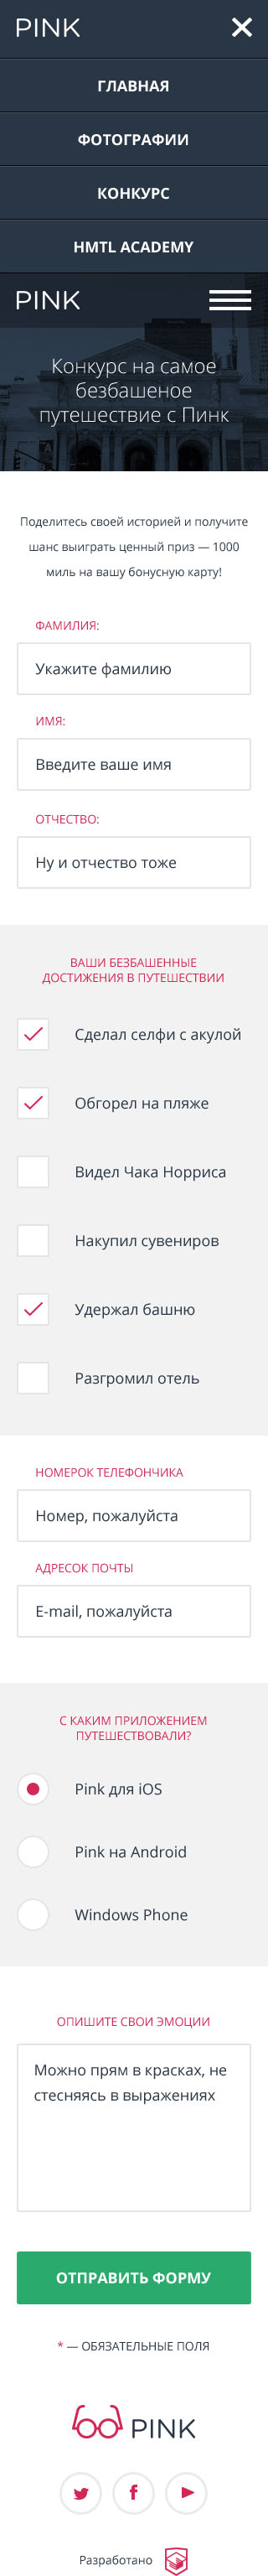 PINK
ГЛАВНАЯ
ФОТОГРАФИИ
КОНКУРС
HMTL ACADEMY
PINK
Конкурс на самое
безбашеное
путешествие с Пинк
Поделитесь своей историей и получите
шанс выиграть ценный приз — 1000
миль на вашу бонусную карту!
ФАМИЛИЯ:
Укажите фамилию
ИМЯ:
Введите ваше имя
ОТЧЕСТВО:
Ну и отчество тоже
ВАШИ БЕЗБАШЕННЫЕ
ДОСТИЖЕНИЯ В ПУТЕШЕСТВИИ
Сделал селфи с акулой
Обгорел на пляже
Видел Чака Норриса
Накупил сувениров
Удержал башню
Разгромил отель
НОМЕРОК ТЕЛЕФОНЧИКА
Номер, пожалуйста
АДРЕСОК ПОЧТЫ
E-mail, пожалуйста
С КАКИМ ПРИЛОЖЕНИЕМ
ПУТЕШЕСТВОВАЛИ?
Pink для iOS
Pink на Android
Windows Phone
ОПИШИТЕ СВОИ ЭМОЦИИ
Можно прям в красках, не
стесняясь в выражениях
ОТПРАВИТЬ ФОРМУ
* — ОБЯЗАТЕЛЬНЫЕ ПОЛЯ
PINK
Разработано